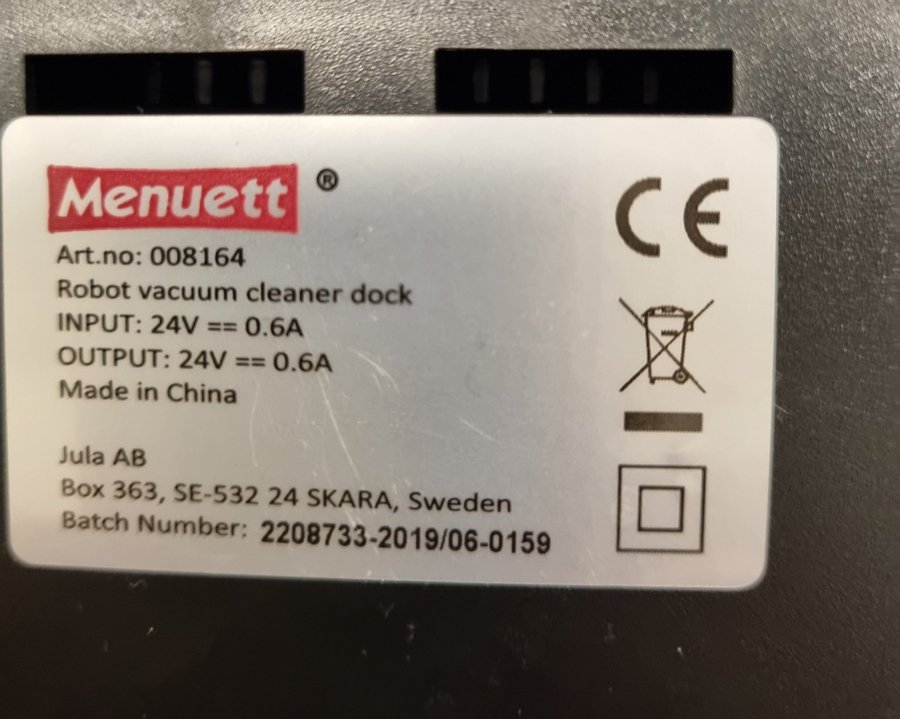 Menuett ®
Art.no: 008164
Robot vacuum cleaner dock
INPUT: 24V == 0.6A
OUTPUT: 24V == 0.6A
Made in China
Jula AB
Box 363, SE-532 24 SKARA, Sweden
Batch Number: 2208733-2019/06-0159
CE